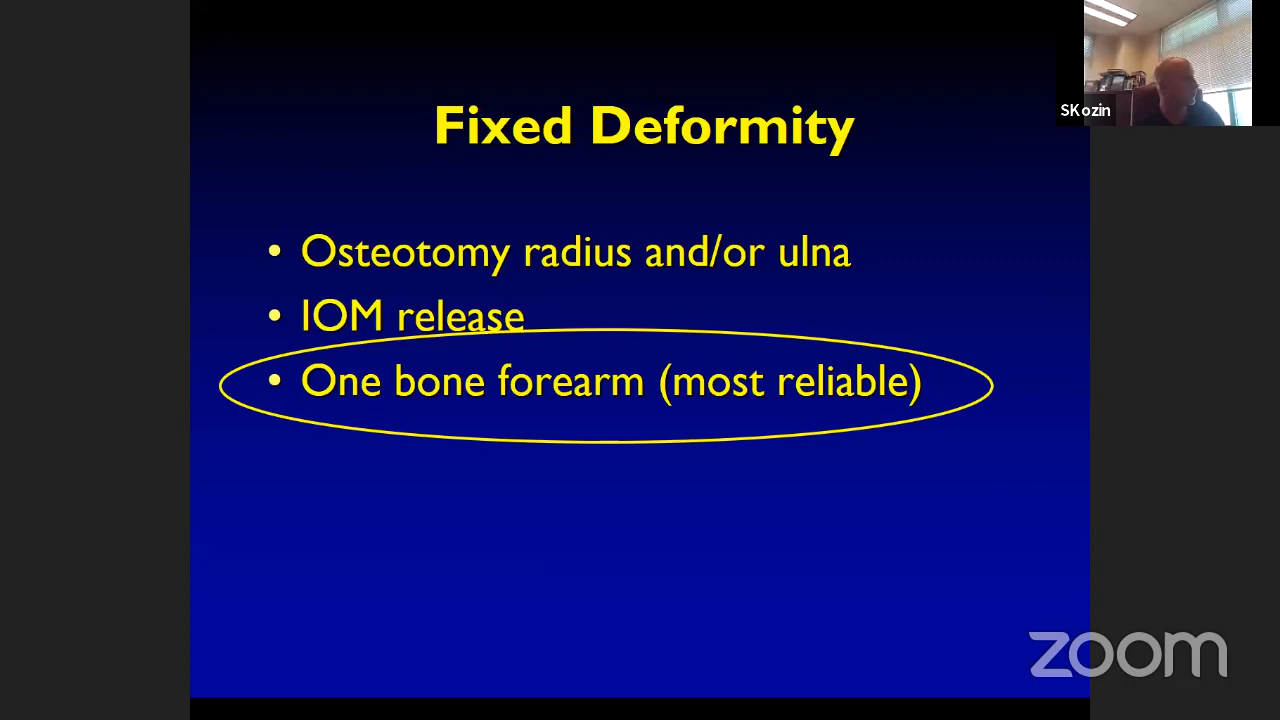 SKozin
Fixed Deformity
• Osteotomy radius and/or ulna
• IOM release
• One bone forearm (most reliable)
zoom